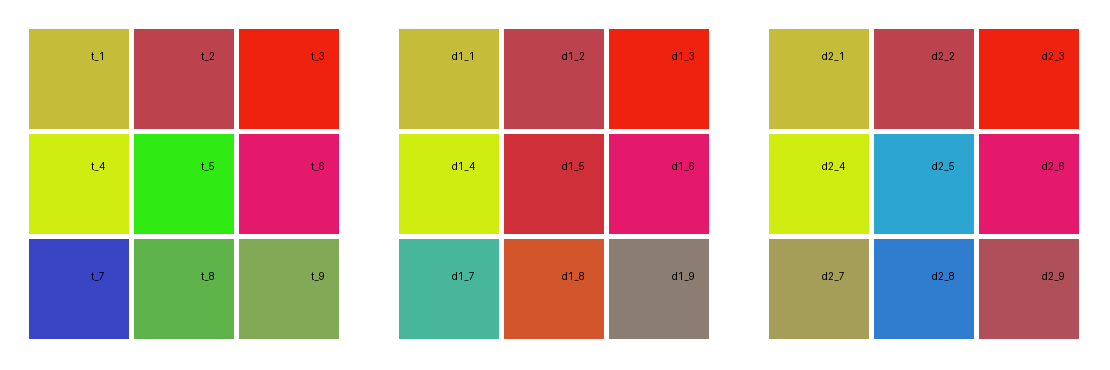 t_1 t_2 t_3 d1_1 d1_2 d1_3 d2_1 d2_2 d2_3
t_4 t_5 t_6 d1_4 d1_5 d1_6 d2_4 d2_5 d2_6
t_7 t_8 t_9 d1_7 d1_8 d1_9 d2_7 d2_8 d2_9